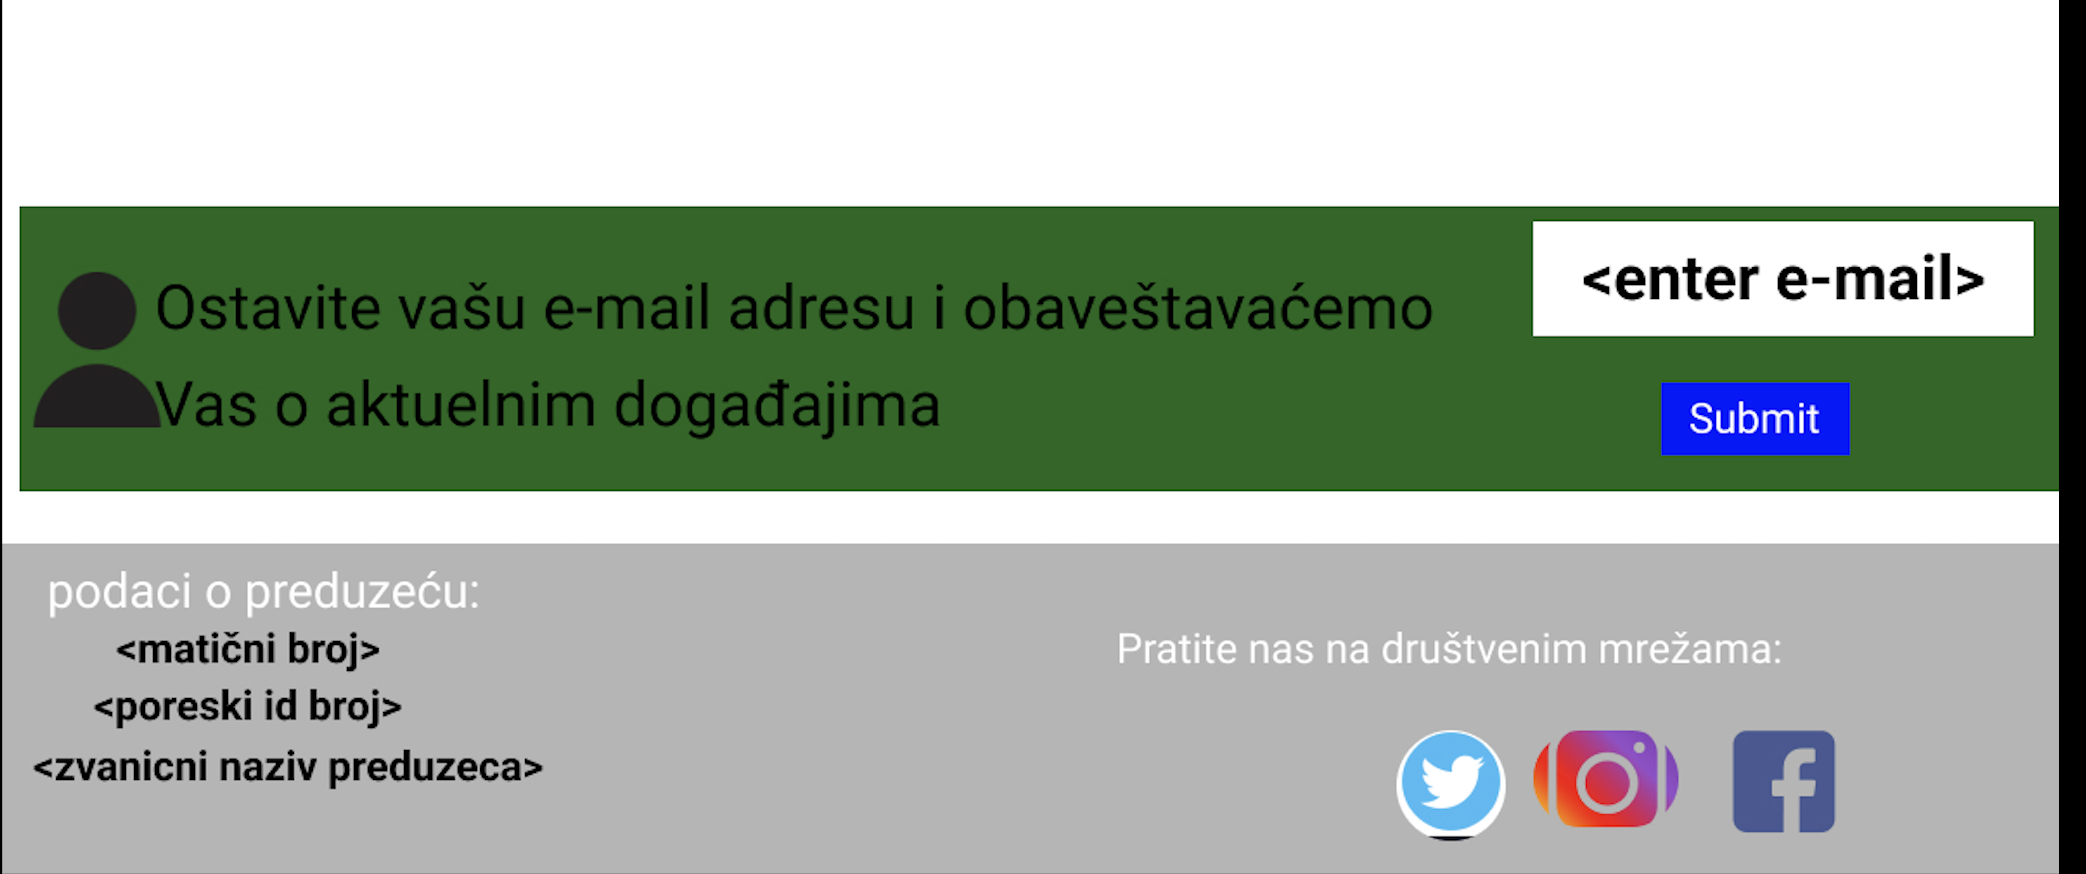 Ostavite vašu e-mail adresu i obaveštavaćemo
Vas o aktuelnim događajima
<enter e-mail>
Submit
podaci o preduzeću:
<matični broj>
<poreski id broj>
<zvanicni naziv preduzeca>
Pratite nas na društvenim mrežama: